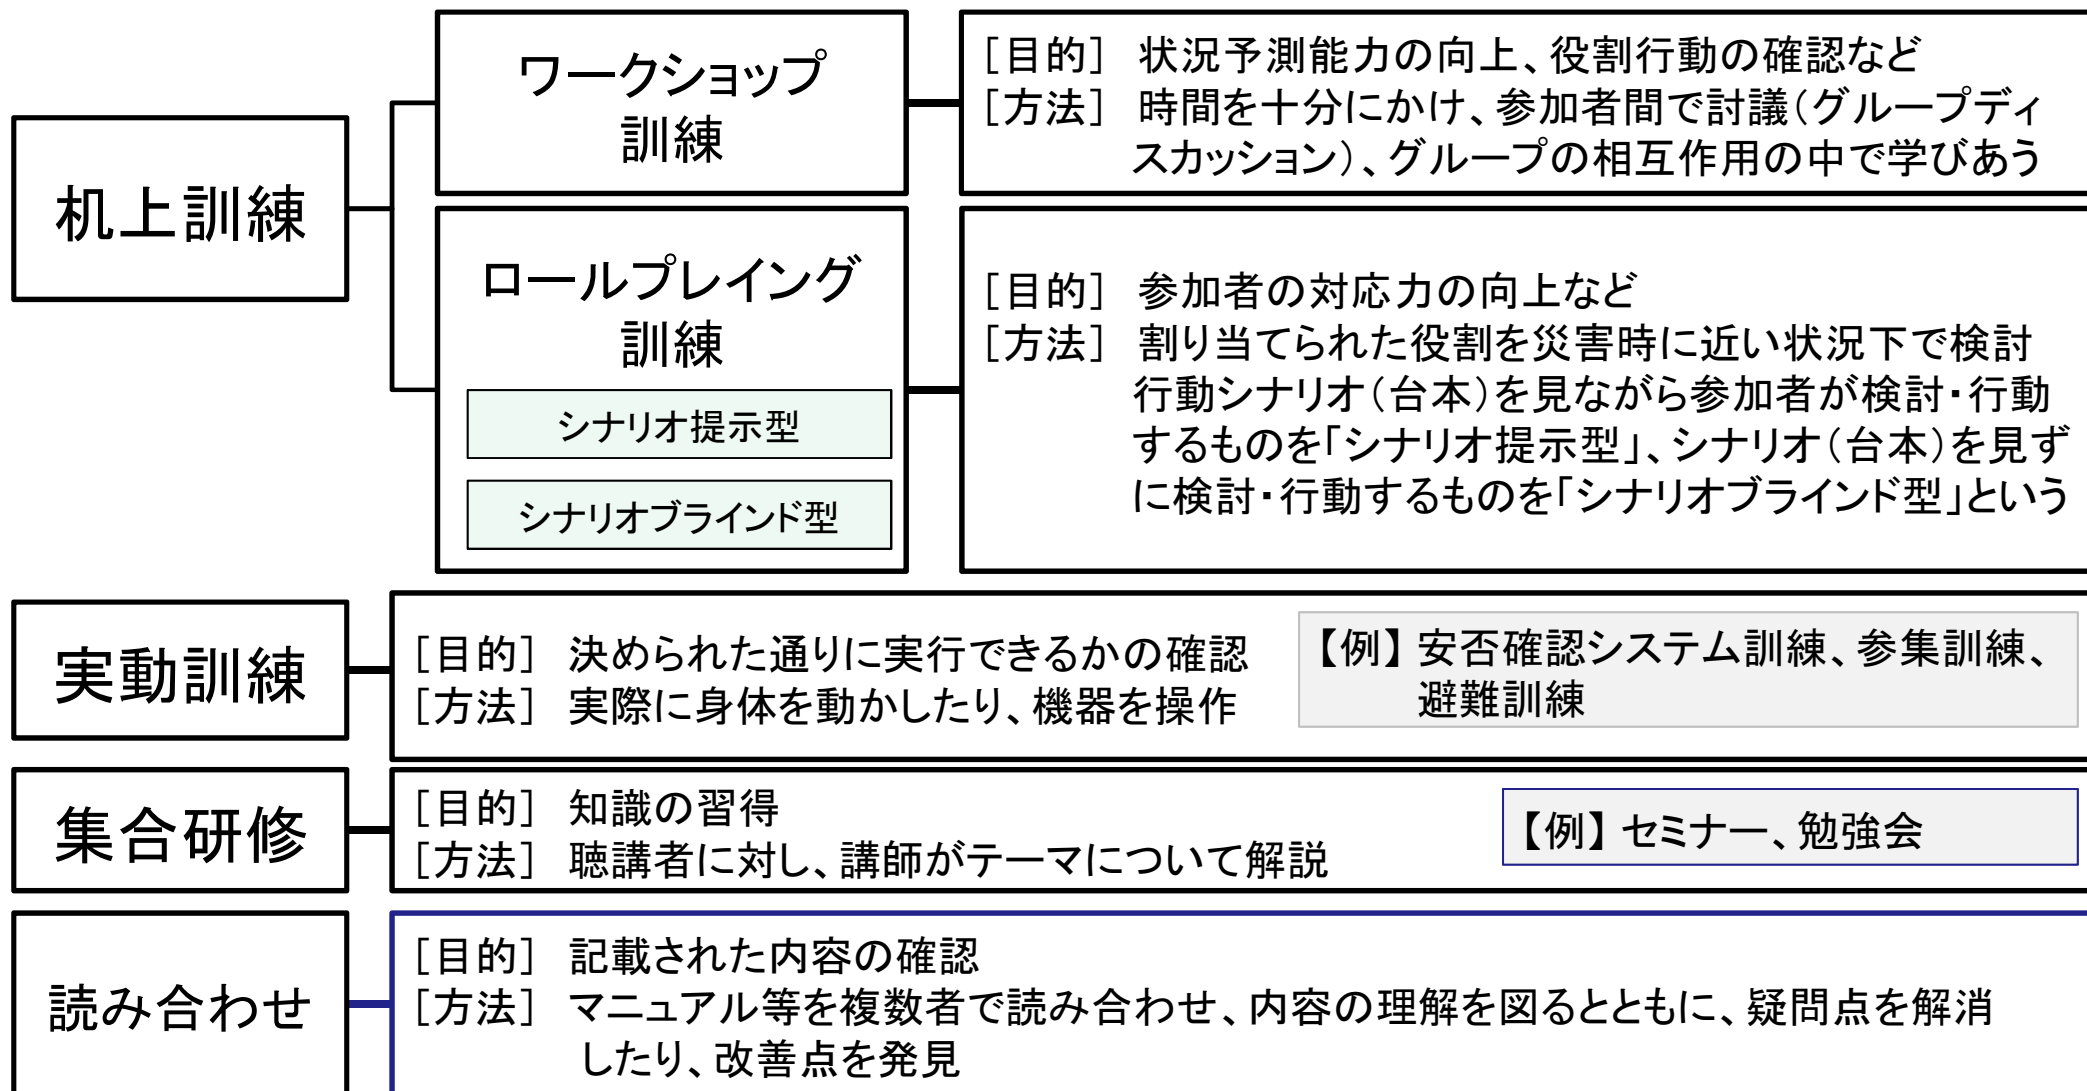 机上訓練
ワークショップ
訓練
［目的］ 状況予測能力の向上、役割行動の確認など
［方法］ 時間を十分にかけ、参加者間で討議（グループディ
スカッション）、グループの相互作用の中で学びあう
ロールプレイング
訓練
シナリオ提示型
シナリオブラインド型
［目的］ 参加者の対応力の向上など
［方法］ 割り当てられた役割を災害時に近い状況下で検討
行動シナリオ（台本）を見ながら参加者が検討・行動
するものを「シナリオ提示型」、シナリオ（台本）を見ず
に検討・行動するものを「シナリオブラインド型」という
実動訓練
［目的］ 決められた通りに実行できるかの確認
［方法］ 実際に身体を動かしたり、機器を操作
【例】 安否確認システム訓練、参集訓練、
避難訓練
集合研修
［目的］ 知識の習得
［方法］ 聴講者に対し、講師がテーマについて解説
【例】 セミナー、勉強会
読み合わせ
［目的］ 記載された内容の確認
［方法］ マニュアル等を複数者で読み合わせ、内容の理解を図るとともに、疑問点を解消
したり、改善点を発見